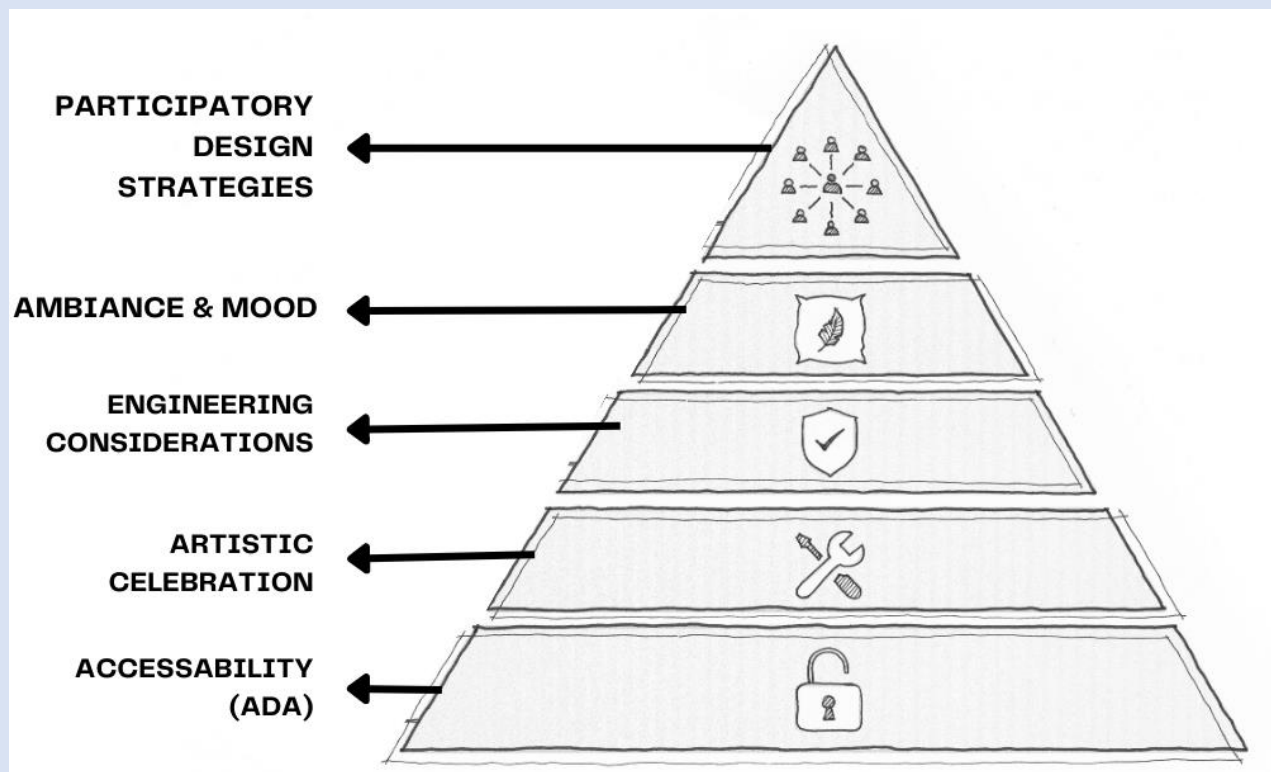 PARTICIPATORY
DESIGN
STRATEGIES
AMBIANCE & MOOD
ENGINEERING
CONSIDERATIONS
ARTISTIC
CELEBRATION
ACCESSABILITY
(ADA)